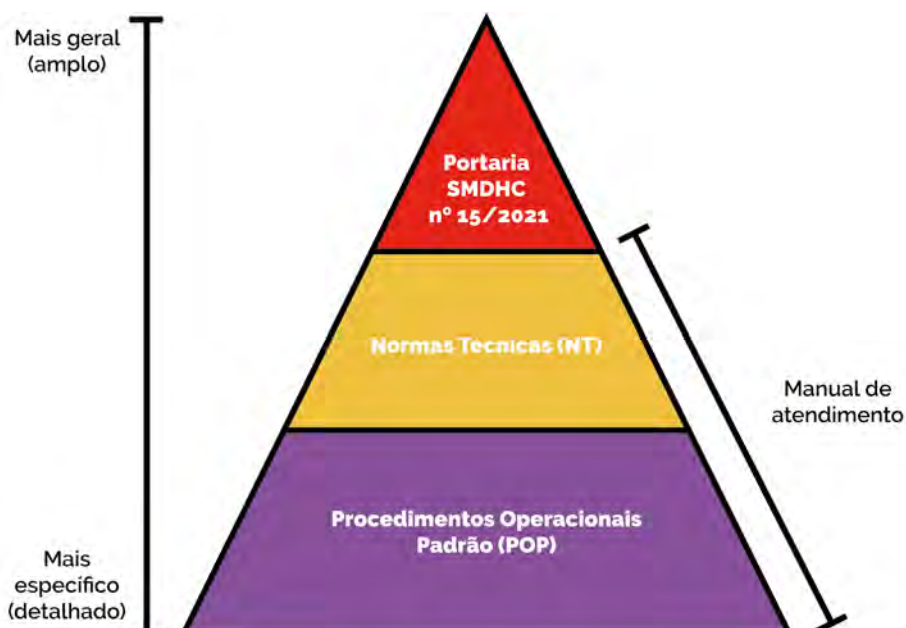 Mais geral
(amplo)
Portaria
SMDHC
nº 15/2021
Normas Técnicas (NT)
Manual de
atendimento
Procedimentos Operacionais
Padrão (POP)
Mais
específico
(detalhado)